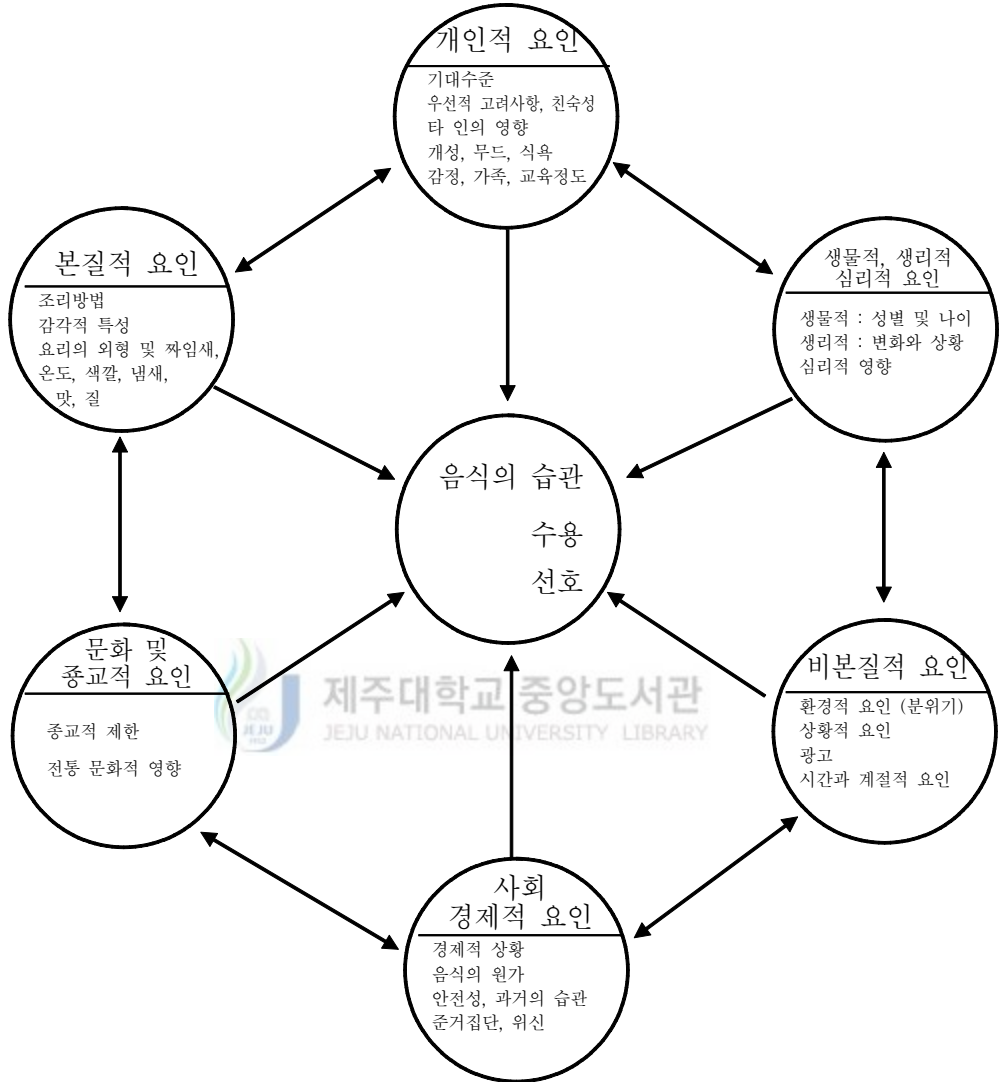 개인적 요인
기대수준
우선적 고려사항, 친숙성
타 인의 영향
개성, 무드, 식욕
감정, 가족, 교육정도
본질적 요인
조리방법
감각적 특성
요리의 외형 및 짜임새,
온도, 색깔, 냄새,
맛, 질
생물적, 생리적
심리적 요인
생물적 : 성별 및 나이
생리적 : 변화와 상황
심리적 영향
음식의 습관
수용
선호
문화 및
종교적 요인
종교적 제한
전통 문화적 영향
비본질적 요인
환경적 요인 (분위기)
상황적 요인
광고
시간과 계절적 요인
제주대학교 중앙도서관
JEJU NATIONAL UNIVERSITY LIBRARY
JEJU
1952
사회
경제적 요인
경제적 상황
음식의 원가
안전성, 과거의 습관
준거집단, 위신